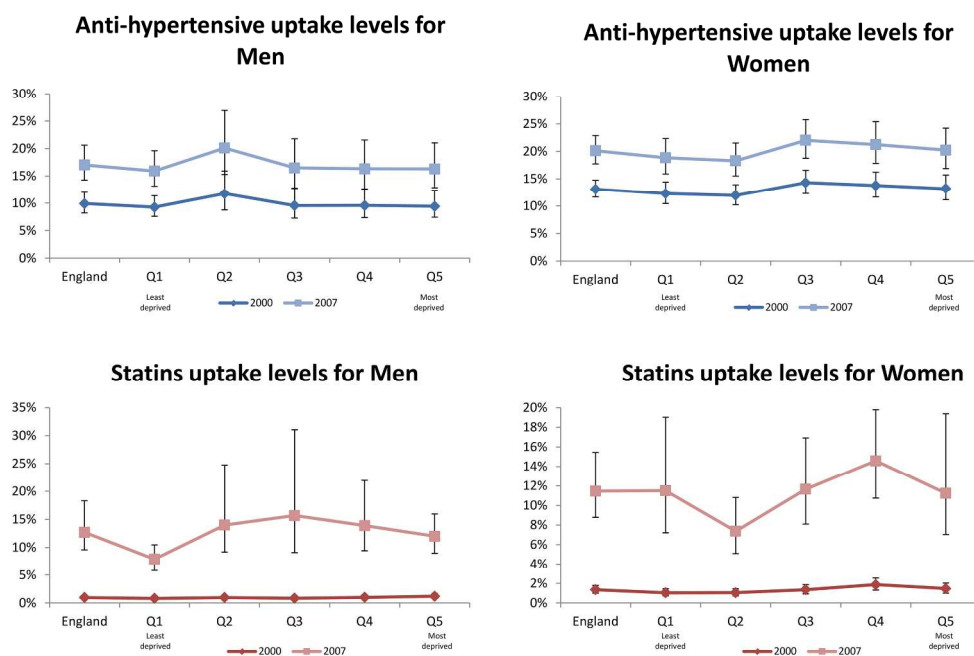 Anti-hypertensive uptake levels for
Men
30%
25%
20%
15%
10%
5%
0%
England Q1 Q2 Q3 Q4 Q5
Least
deprived
Most
deprived
2000 2007
Anti-hypertensive uptake levels for
Women
30%
25%
20%
15%
10%
5%
0%
England Q1 Q2 Q3 Q4 Q5
Least
deprived
Most
deprived
2000 2007
Statins uptake levels for Men
35%
30%
25%
20%
15%
10%
5%
0%
England Q1 Q2 Q3 Q4 Q5
Least
deprived
Most
deprived
2000 2007
Statins uptake levels for Women
20%
18%
16%
14%
12%
10%
8%
6%
4%
2%
0%
England Q1 Q2 Q3 Q4 Q5
Least
deprived
Most
deprived
2000 2007